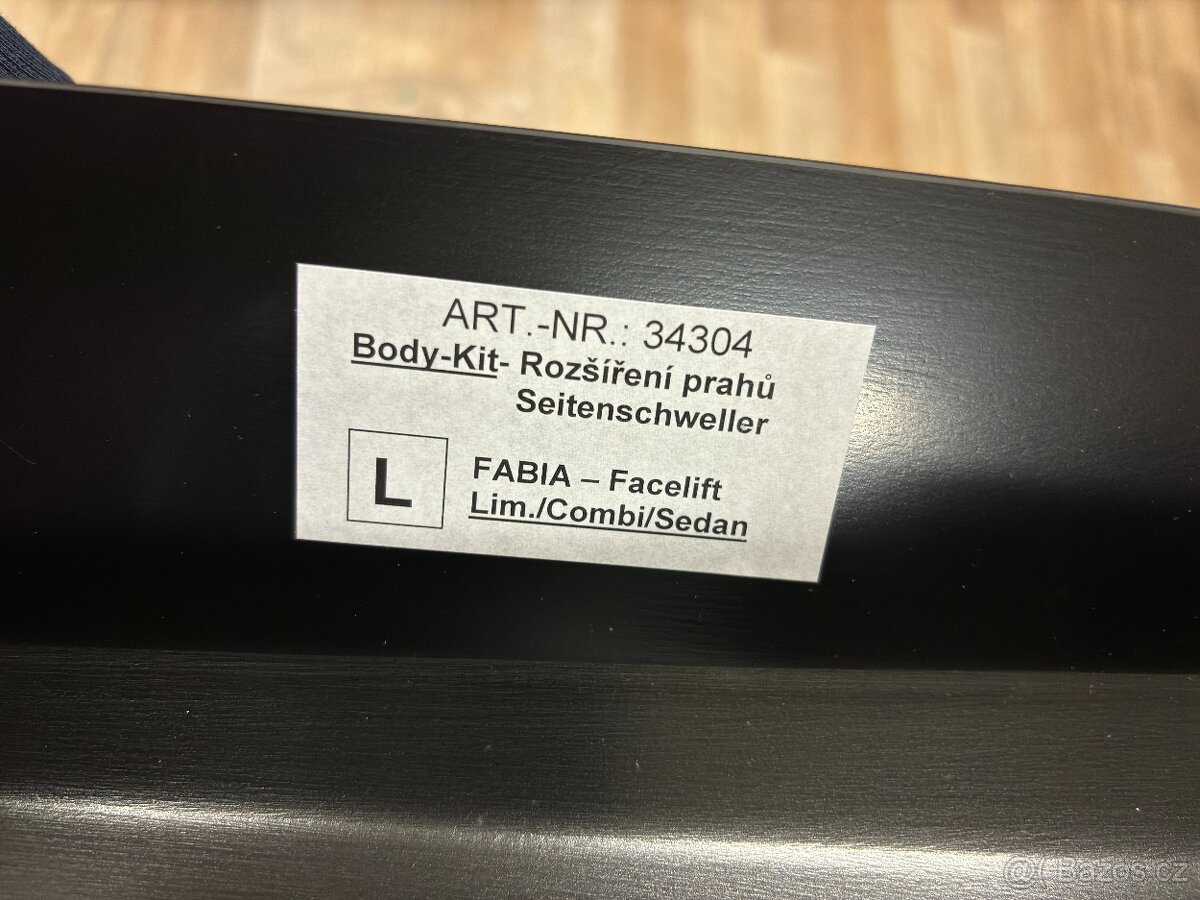 ART.-NR.: 34304
Body-Kit- Rozšíření prahů
Seitenschweller
L
FABIA – Facelift
Lim./Combi/Sedan
Bazos.cz